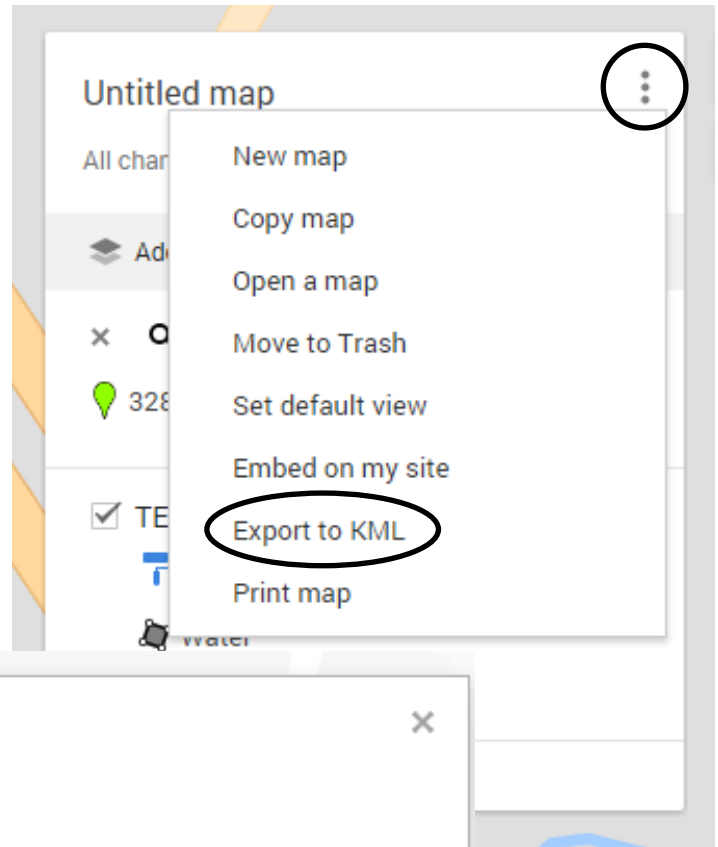 Untitled map
All char
New map
Copy map
Ad
Open a map
Move to Trash
328
Set default view
Embed on my site
TE
Export to KML
Print map
Water